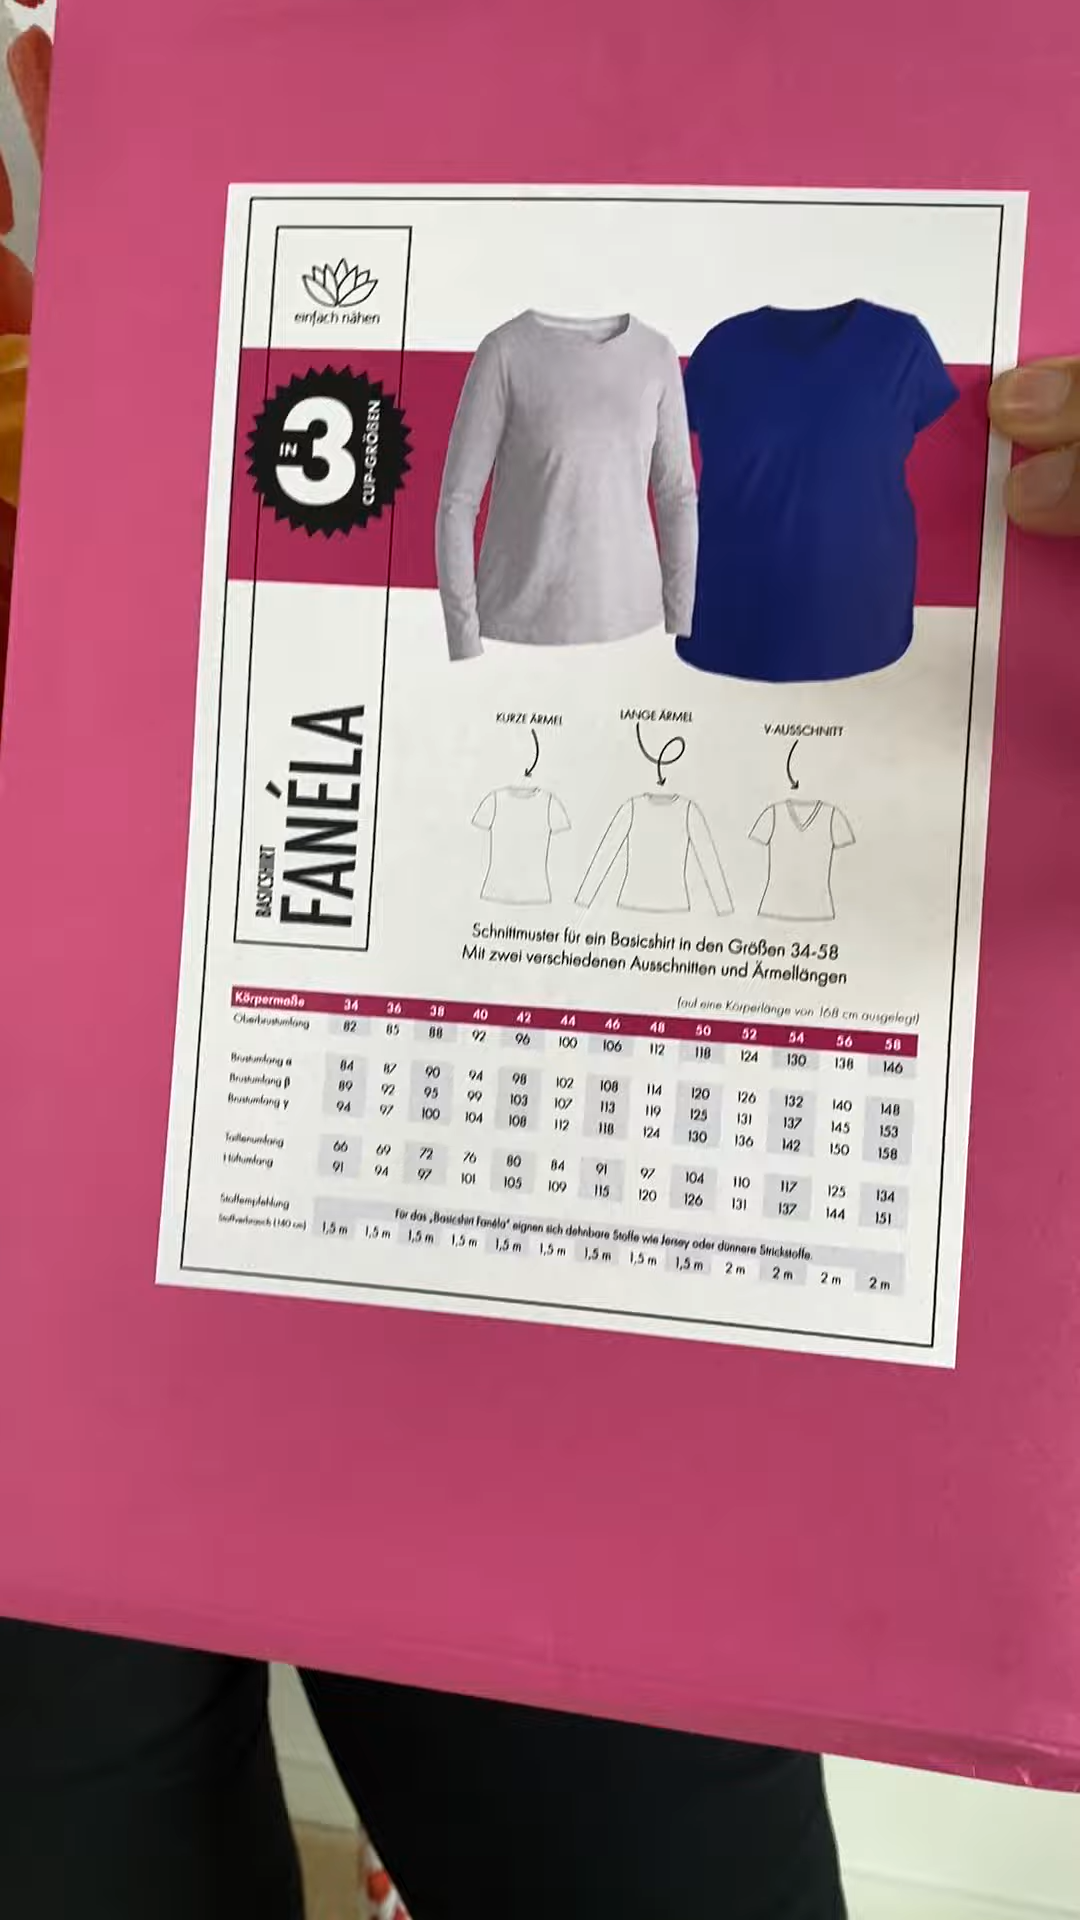 einfach nähen
3 IN CUP-GRÖßEN
BASICSHIRT
FANÉLA
KURZE ÄRMEL
LANGE ÄRMEL
V-AUSSCHNITT
Schnittmuster für ein Basicshirt in den Größen 34-58
Mit zwei verschiedenen Ausschnitten und Ärmellängen
(auf eine Körperlänge von 168 cm ausgelegt)
Körpermaße 34 36 38 40 42 44 46 48 50 52 54 56 58
Oberbrustumfang 82 85 88 92 96 100 106 112 118 124 130 138 146
Brustumfang α 84 87 90 94 98 102 108 114 120 126 132 140 148
Brustumfang β 89 92 95 99 103 107 113 119 125 131 137 145 153
Brustumfang γ 94 97 100 104 108 112 118 124 130 136 142 150 158
Taillenumfang 66 69 72 76 80 84 91 97 104 110 117 125 134
Hüftumfang 91 94 97 101 105 109 115 120 126 131 137 144 151
Stoffempfehlung Für das „Basicshirt Fanéla" eignen sich dehnbare Stoffe wie Jersey oder dünnere Strickstoffe.
Stoffverbrauch (140 cm) 1,5 m 1,5 m 1,5 m 1,5 m 1,5 m 1,5 m 1,5 m 1,5 m 1,5 m 2 m 2 m 2 m 2 m